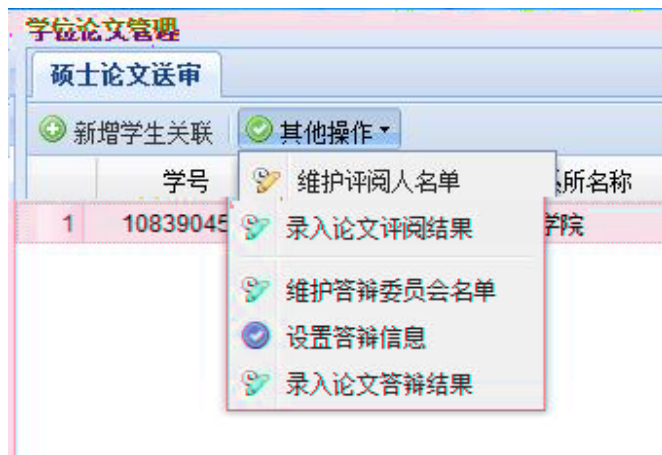 学位论文管理
硕士论文送审
新增学生关联 其他操作
学号 所名称
维护评阅人名单
1 10839045 学院
录入论文评阅结果
维护答辩委员会名单
设置答辩信息
录入论文答辩结果